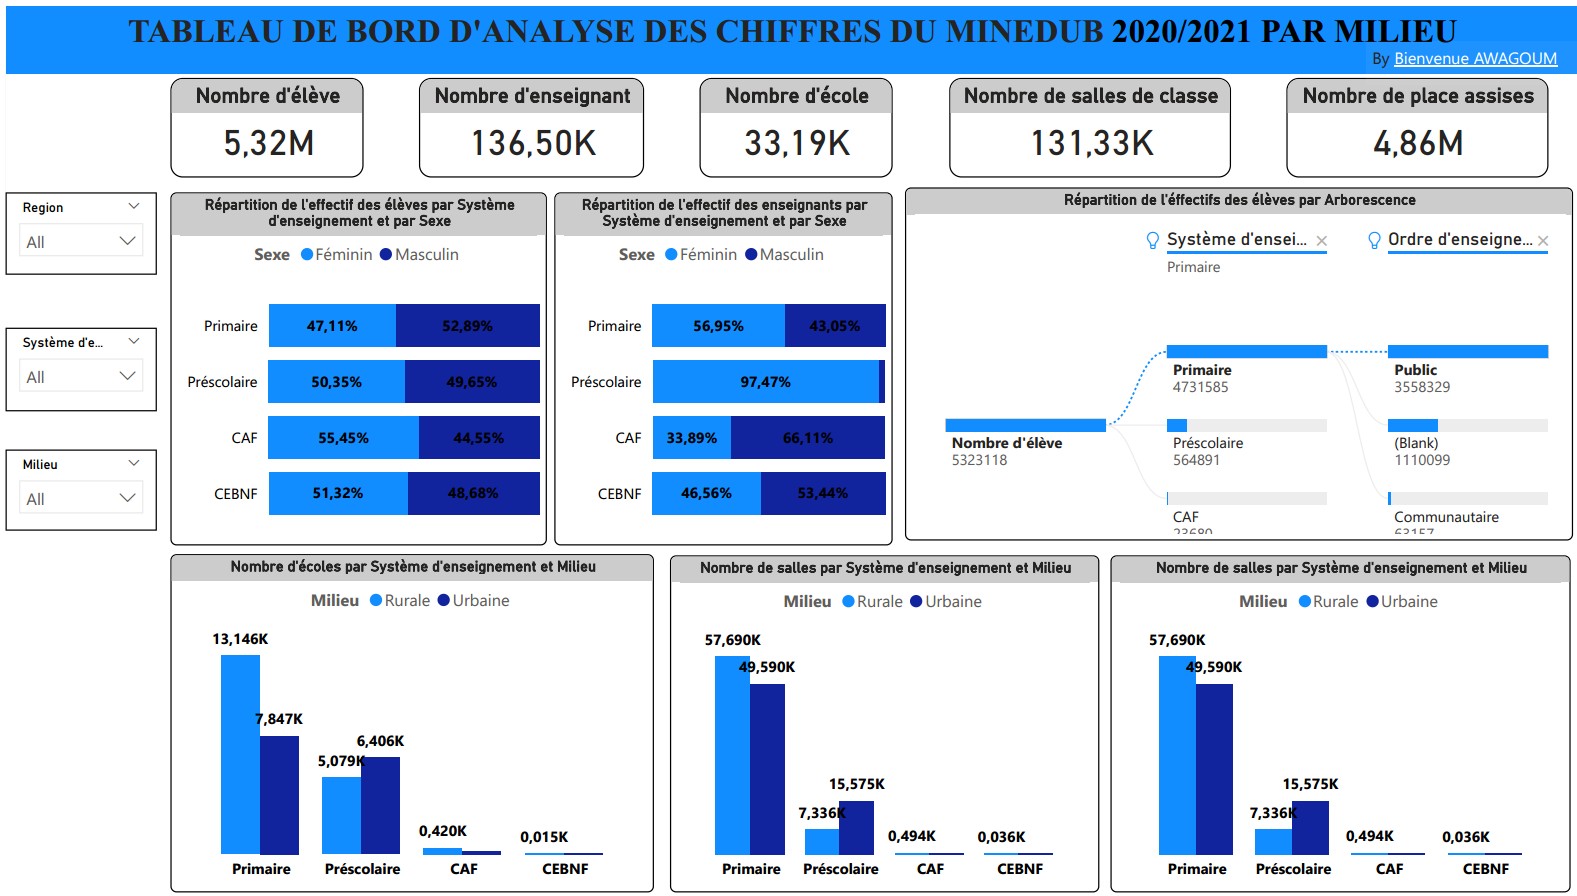 TABLEAU DE BORD D'ANALYSE DES CHIFFRES DU MINEDUB 2020/2021 PAR MILIEU
By Bienvenue AWAGOUM
Nombre d'élève
5,32M
Nombre d'enseignant
136,50K
Nombre d'école
33,19K
Nombre de salles de classe
131,33K
Nombre de place assises
4,86M
Region
All
Système d'e...
All
Milieu
All
Répartition de l'effectif des élèves par Système
d'enseignement et par Sexe
Sexe Féminin Masculin
Primaire 47,11% 52,89%
Préscolaire 50,35% 49,65%
CAF 55,45% 44,55%
CEBNF 51,32% 48,68%
Répartition de l'effectif des enseignants par
Système d'enseignement et par Sexe
Sexe Féminin Masculin
Primaire 56,95% 43,05%
Préscolaire 97,47%
CAF 33,89% 66,11%
CEBNF 46,56% 53,44%
Répartition de l'éffectifs des élèves par Arborescence
Système d'ensei... Ordre d'enseigne...
Primaire
Nombre d'élève
5323118
Primaire
4731585
Préscolaire
564891
CAF
23680
Public
3558329
(Blank)
1110099
Communautaire
63157
Nombre d'écoles par Système d'enseignement et Milieu
Milieu Rurale Urbaine
13,146K
7,847K
5,079K
6,406K
0,420K
0,015K
Primaire Préscolaire CAF CEBNF
Nombre de salles par Système d'enseignement et Milieu
Milieu Rurale Urbaine
57,690K
49,590K
7,336K
15,575K
0,494K
0,036K
Primaire Préscolaire CAF CEBNF
Nombre de salles par Système d'enseignement et Milieu
Milieu Rurale Urbaine
57,690K
49,590K
7,336K
15,575K
0,494K
0,036K
Primaire Préscolaire CAF CEBNF